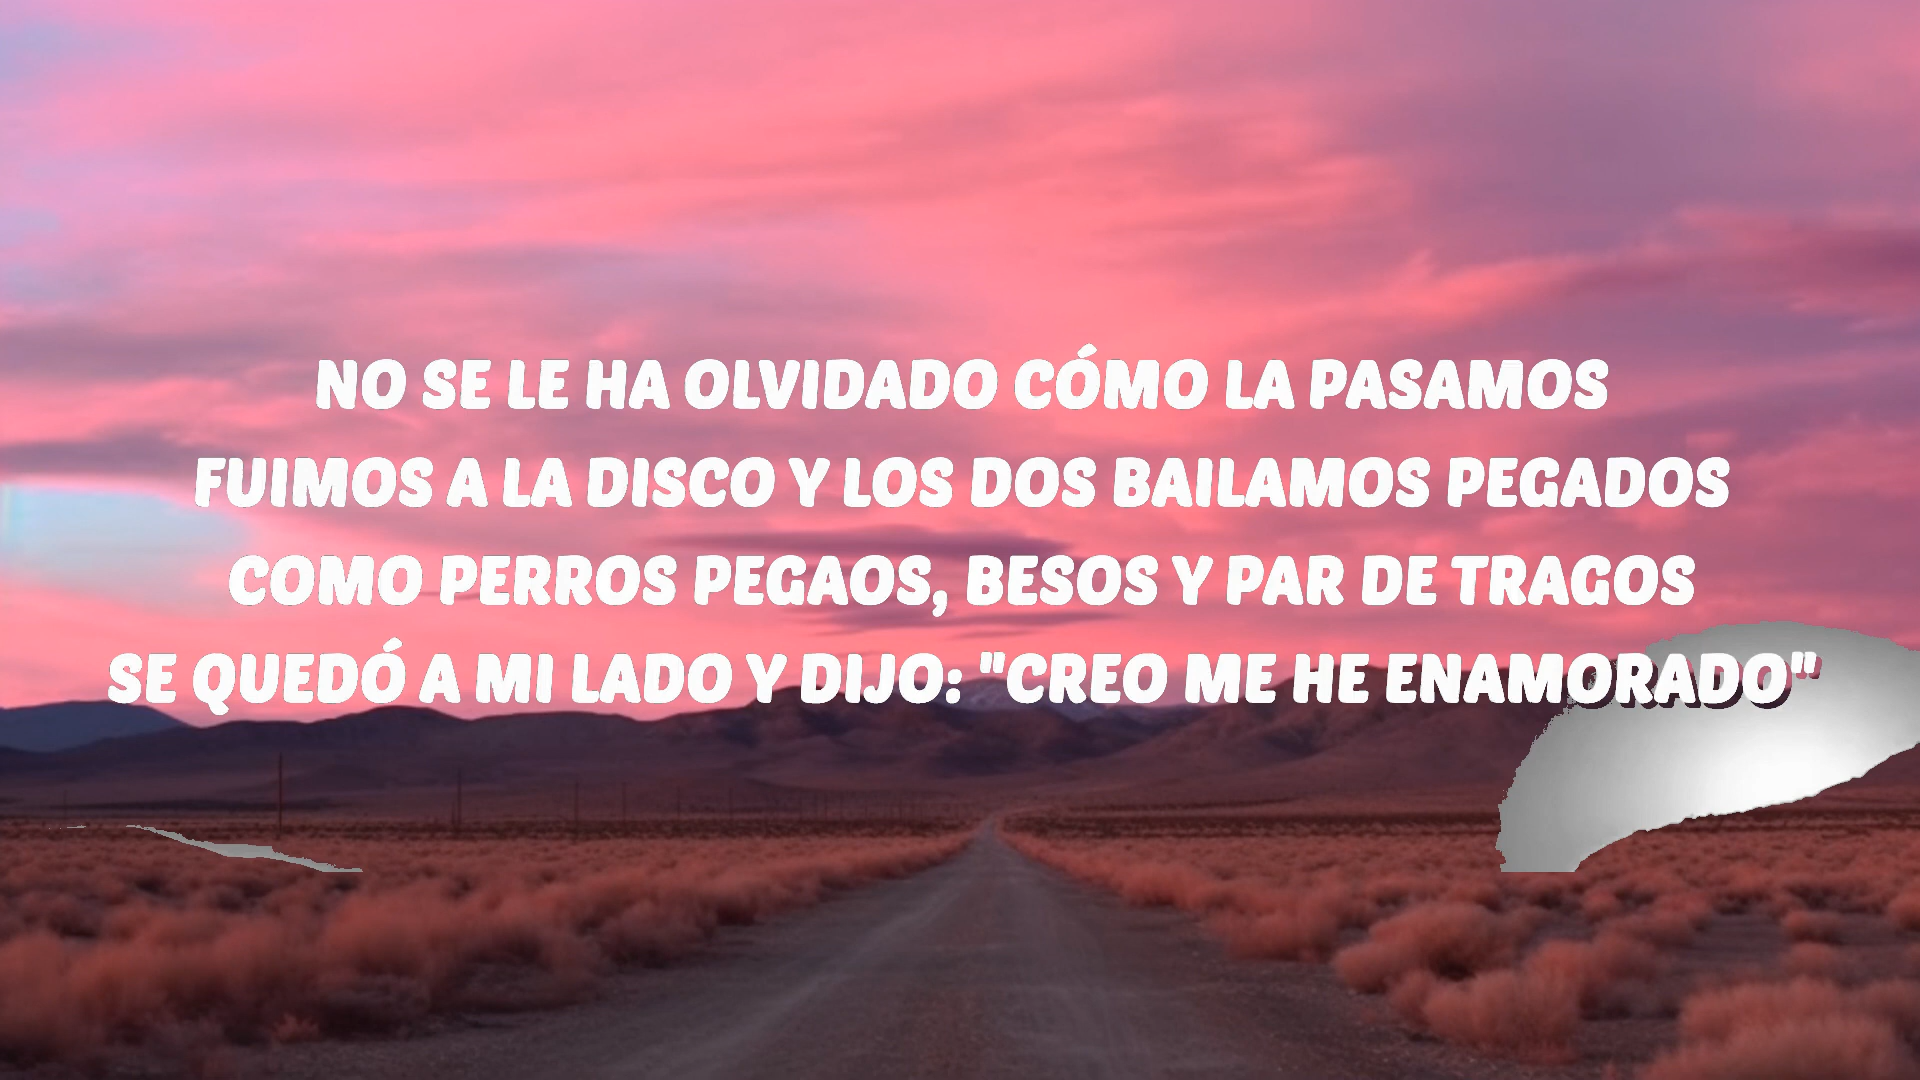 NO SE LE HA OLVIDADO CÓMO LA PASAMOS
FUIMOS A LA DISCO Y LOS DOS BAILAMOS PEGADOS
COMO PERROS PEGAOS, BESOS Y PAR DE TRAGOS
SE QUEDÓ A MI LADO Y DIJO: "CREO ME HE ENAMORADO"